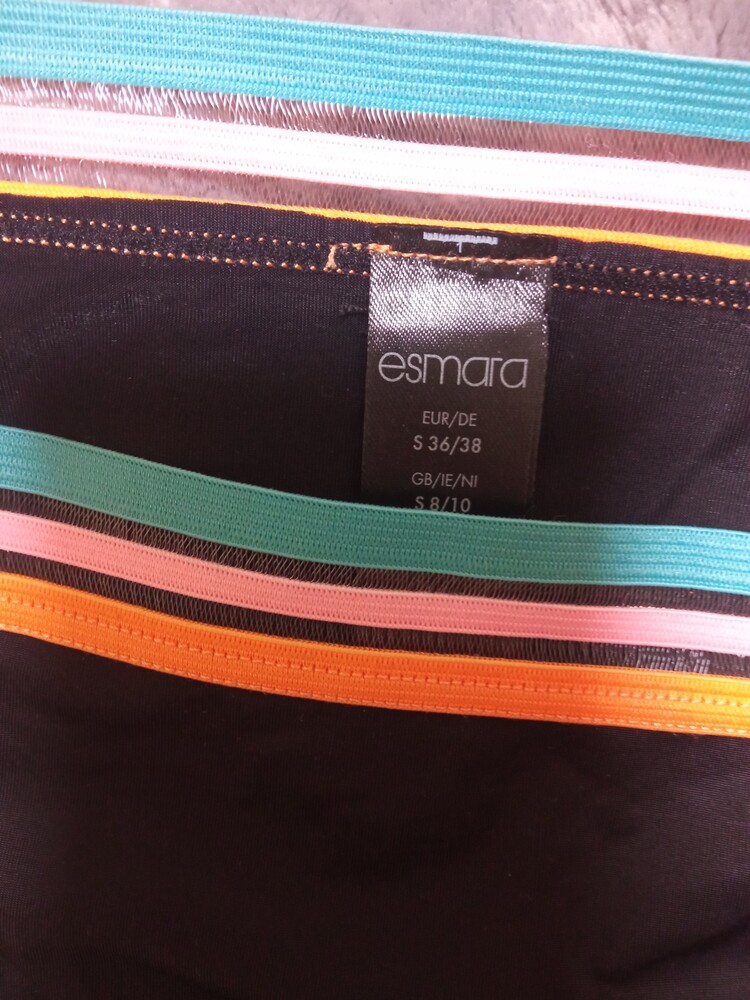 esmara
EUR/DE
S 36/38
GB/IE/NI
S 8/10